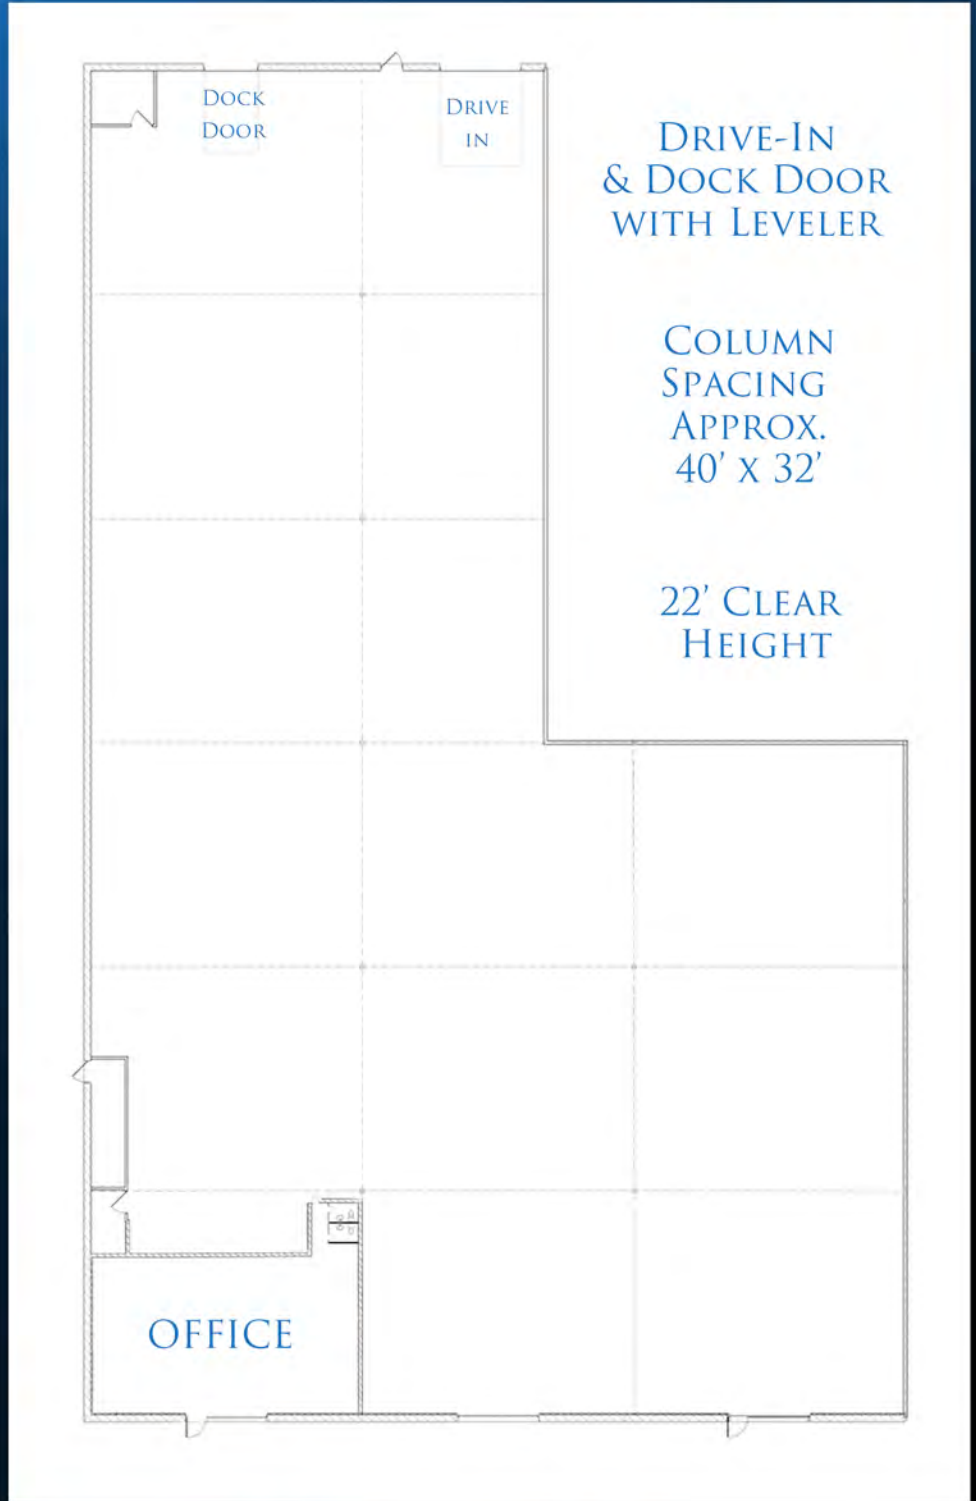 Dock
Door
Drive
in
Drive-In
& Dock Door
with Leveler
Column
Spacing
Approx.
40’ x 32’
22’ Clear
Height
OFFICE